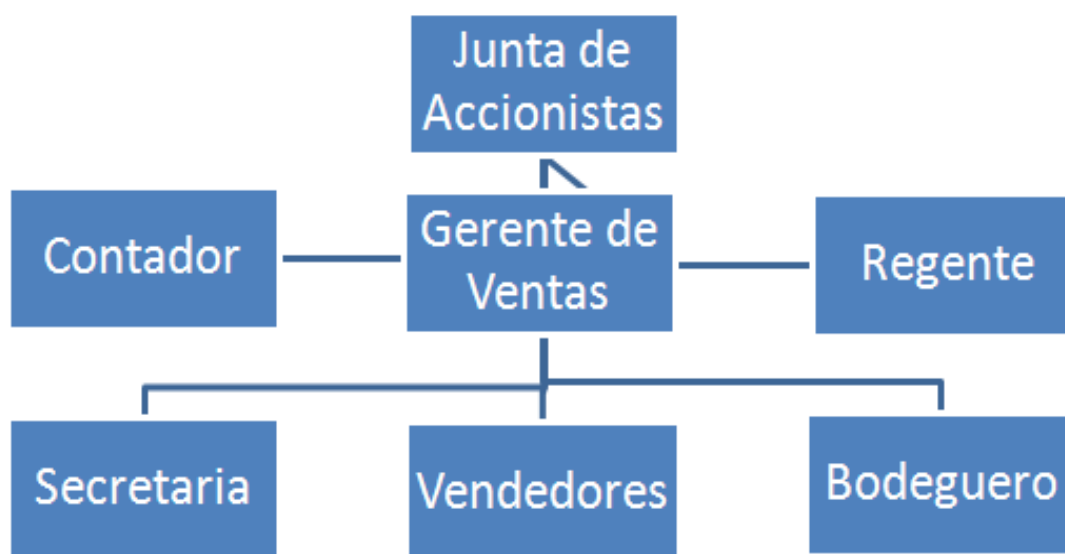 Junta de
Accionistas
Contador
Gerente de
Ventas
Regente
Secretaria
Vendedores
Bodeguero